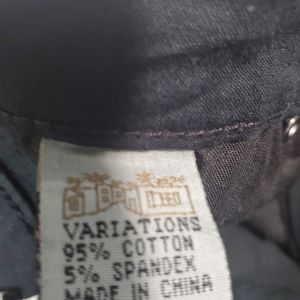 VARIATIONS
95% COTTON
5% SPANDEX
MADE IN CHINA